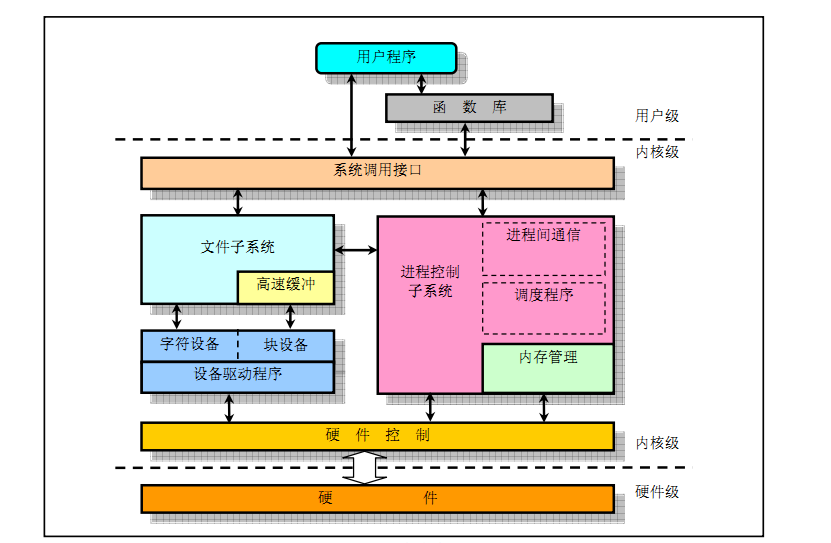 用户程序
函 数 库
用户级
内核级
系统调用接口
文件子系统
高速缓冲
进程控制
子系统
进程间通信
调度程序
内存管理
字符设备
块设备
设备驱动程序
硬 件 控 制
内核级
硬 件
硬件级